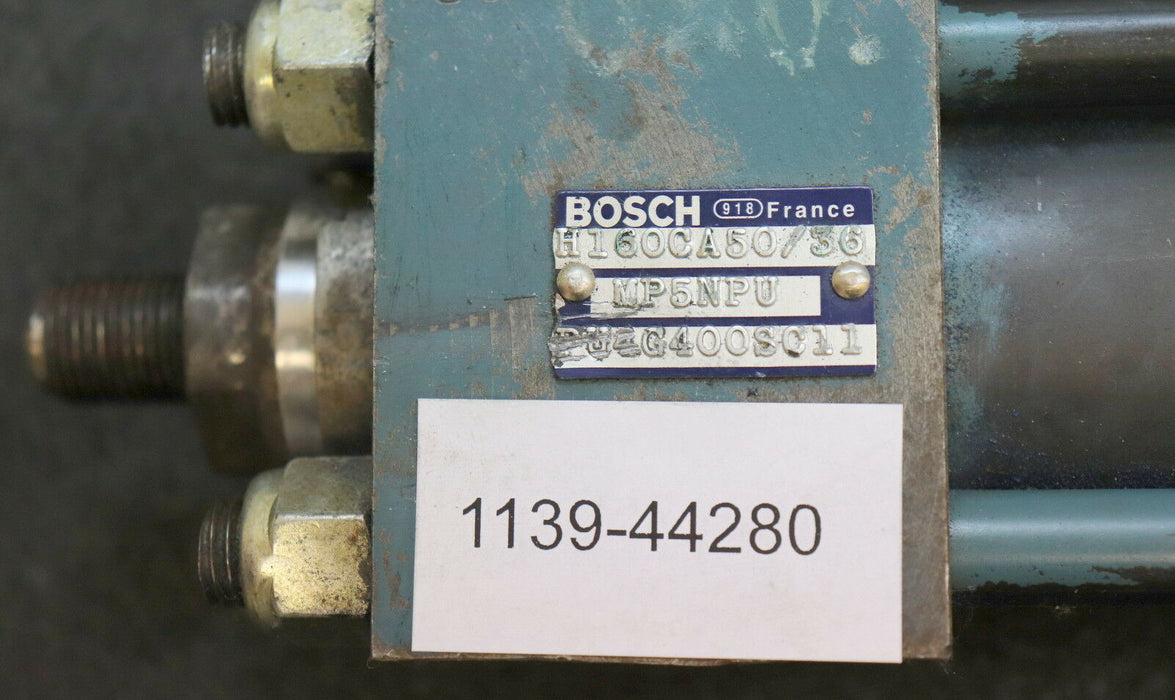 BOSCH 918 France
H160CA50/36
MP5NPU
G400SC11
1139-44280